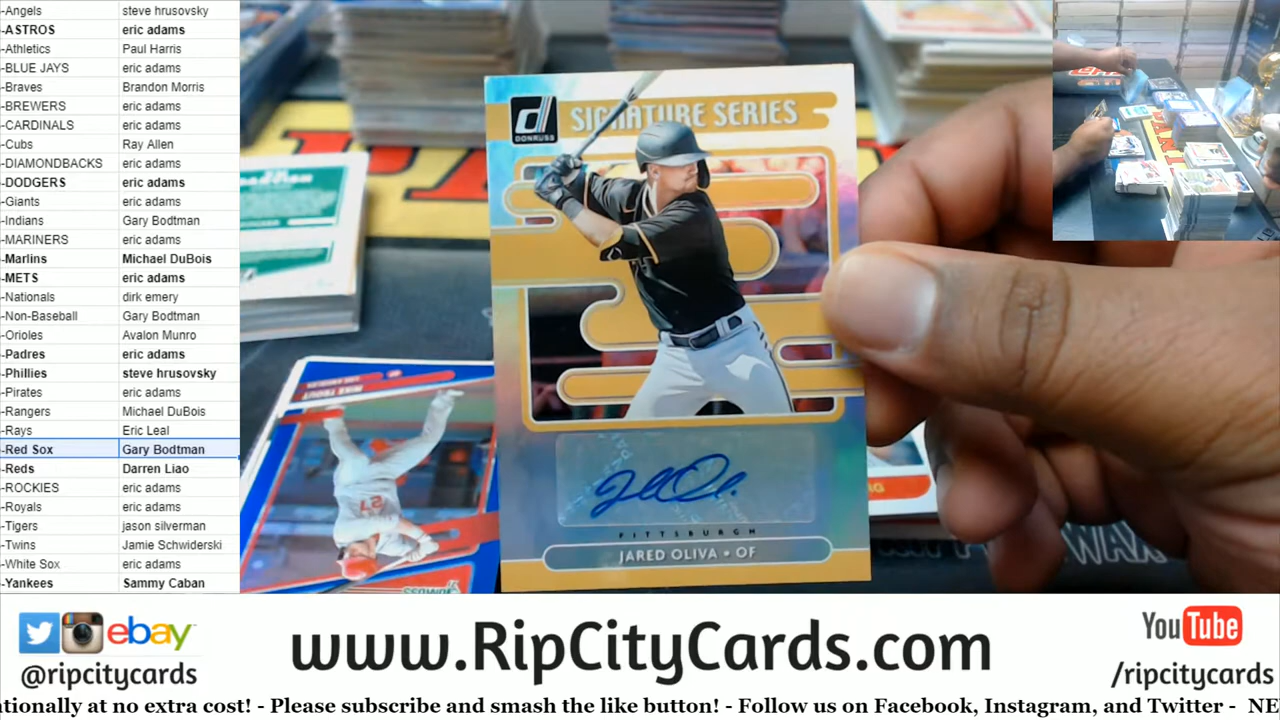 -Angels steve hrusovsky
-ASTROS eric adams
-Athletics Paul Harris
-BLUE JAYS eric adams
-Braves Brandon Morris
-BREWERS eric adams
-CARDINALS eric adams
-Cubs Ray Allen
-DIAMONDBACKS eric adams
-DODGERS eric adams
-Giants eric adams
-Indians Gary Bodtman
-MARINERS eric adams
-Marlins Michael DuBois
-METS eric adams
-Nationals dirk emery
-Non-Baseball Gary Bodtman
-Orioles Avalon Munro
-Padres eric adams
-Phillies steve hrusovsky
-Pirates eric adams
-Rangers Michael DuBois
-Rays Eric Leal
-Red Sox Gary Bodtman
-Reds Darren Liao
-ROCKIES eric adams
-Royals eric adams
-Tigers jason silverman
-Twins Jamie Schwiderski
-White Sox eric adams
-Yankees Sammy Caban
d
DONRUSS
SIGNATURE SERIES
PITTSBURGH
JARED OLIVA • OF
MIKE TROUT
27
DONRUSS
WAX
ebay
@ripcitycards
www.RipCityCards.com
YouTube
/ripcitycards
ationally at no extra cost! - Please subscribe and smash the like button! - Follow us on Facebook, Instagram, and Twitter - NE